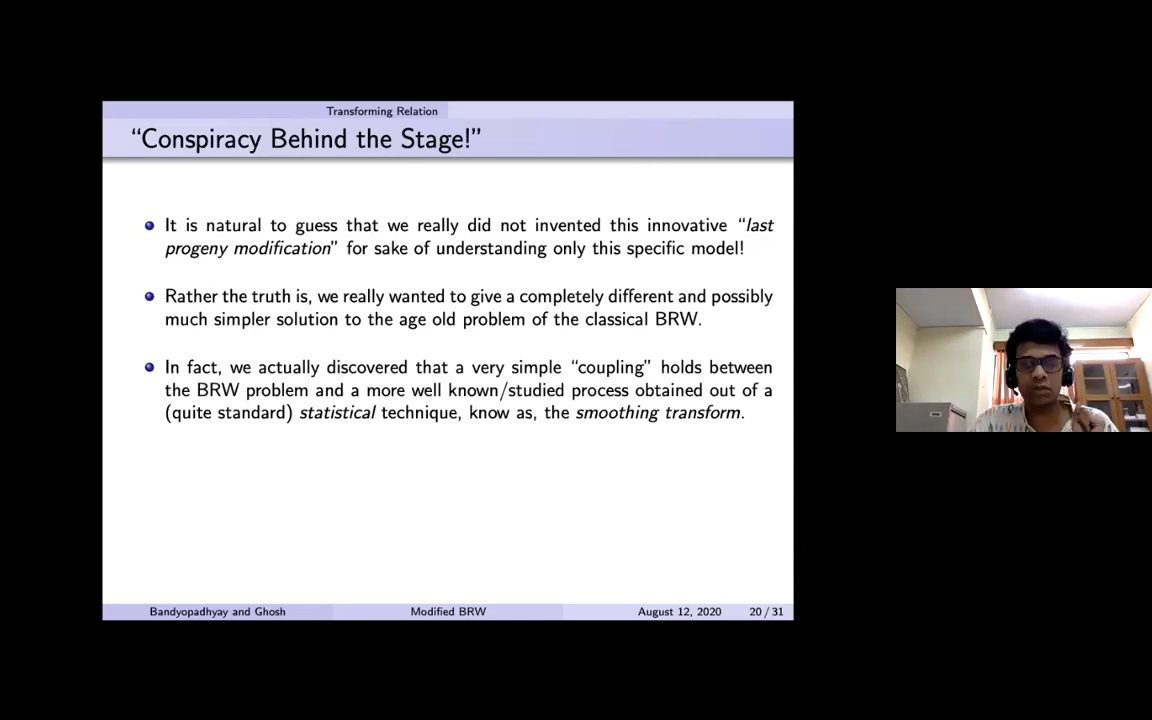 Transforming Relation
“Conspiracy Behind the Stage!”
It is natural to guess that we really did not invented this innovative “last
progeny modification” for sake of understanding only this specific model!
Rather the truth is, we really wanted to give a completely different and possibly
much simpler solution to the age old problem of the classical BRW.
In fact, we actually discovered that a very simple “coupling” holds between
the BRW problem and a more well known/studied process obtained out of a
(quite standard) statistical technique, know as, the smoothing transform.
Bandyopadhyay and Ghosh Modified BRW August 12, 2020 20 / 31